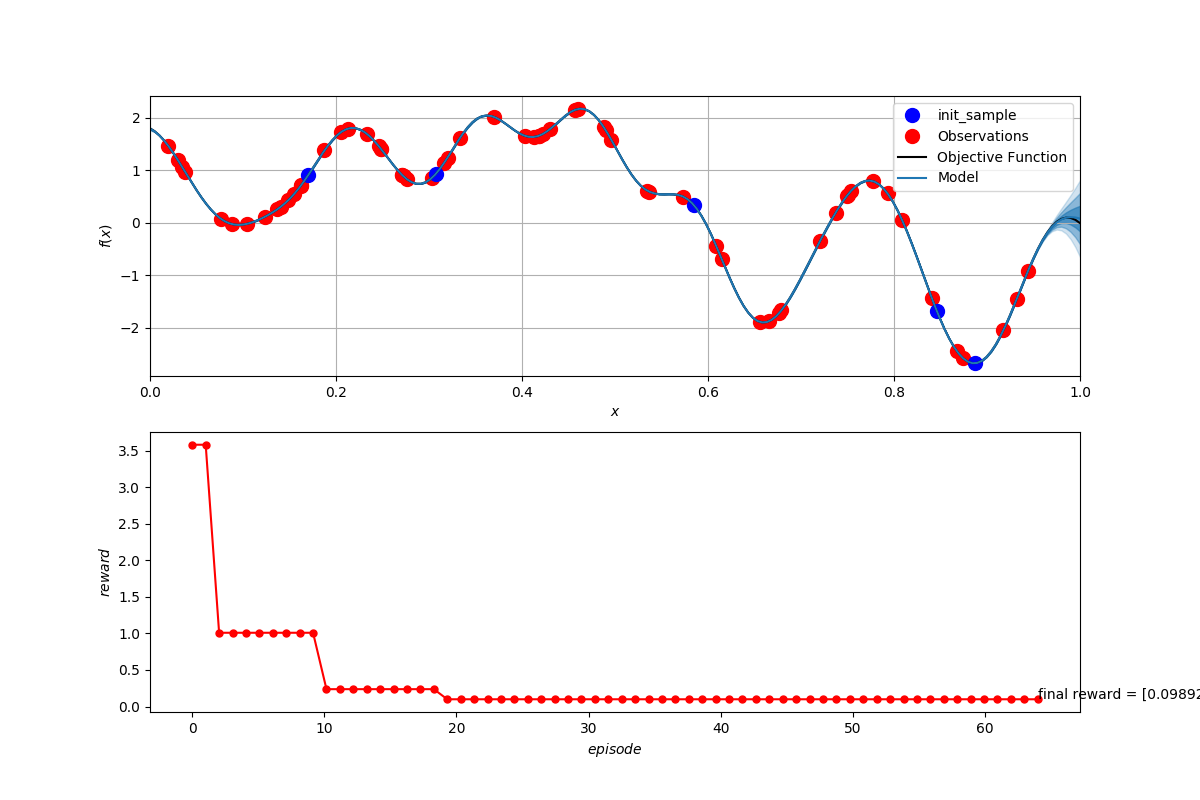 2
1
0
−1
−2
f(x)
init_sample
Observations
Objective Function
Model
0.0 0.2 0.4 0.6 0.8 1.0
x
3.5
3.0
2.5
2.0
1.5
1.0
0.5
0.0
reward
final reward = [0.09892
0 10 20 30 40 50 60
episode